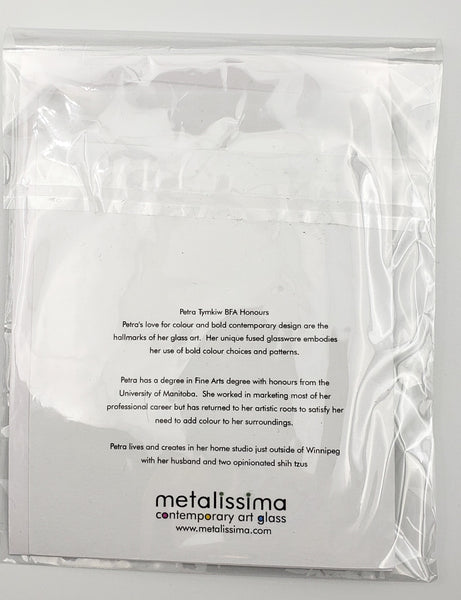 Petra Tymkiw BFA Honours
Petra's love for colour and bold contemporary design are the
hallmarks of her glass art. Her unique fused glassware embodies
her use of bold colour choices and patterns.
Petra has a degree in Fine Arts degree with honours from the
University of Manitoba. She worked in marketing most of her
professional career but has returned to her artistic roots to satisfy her
need to add colour to her surroundings.
Petra lives and creates in her home studio just outside of Winnipeg
with her husband and two opinionated shih tzus
metalissima
contemporary art glass
www.metalissima.com